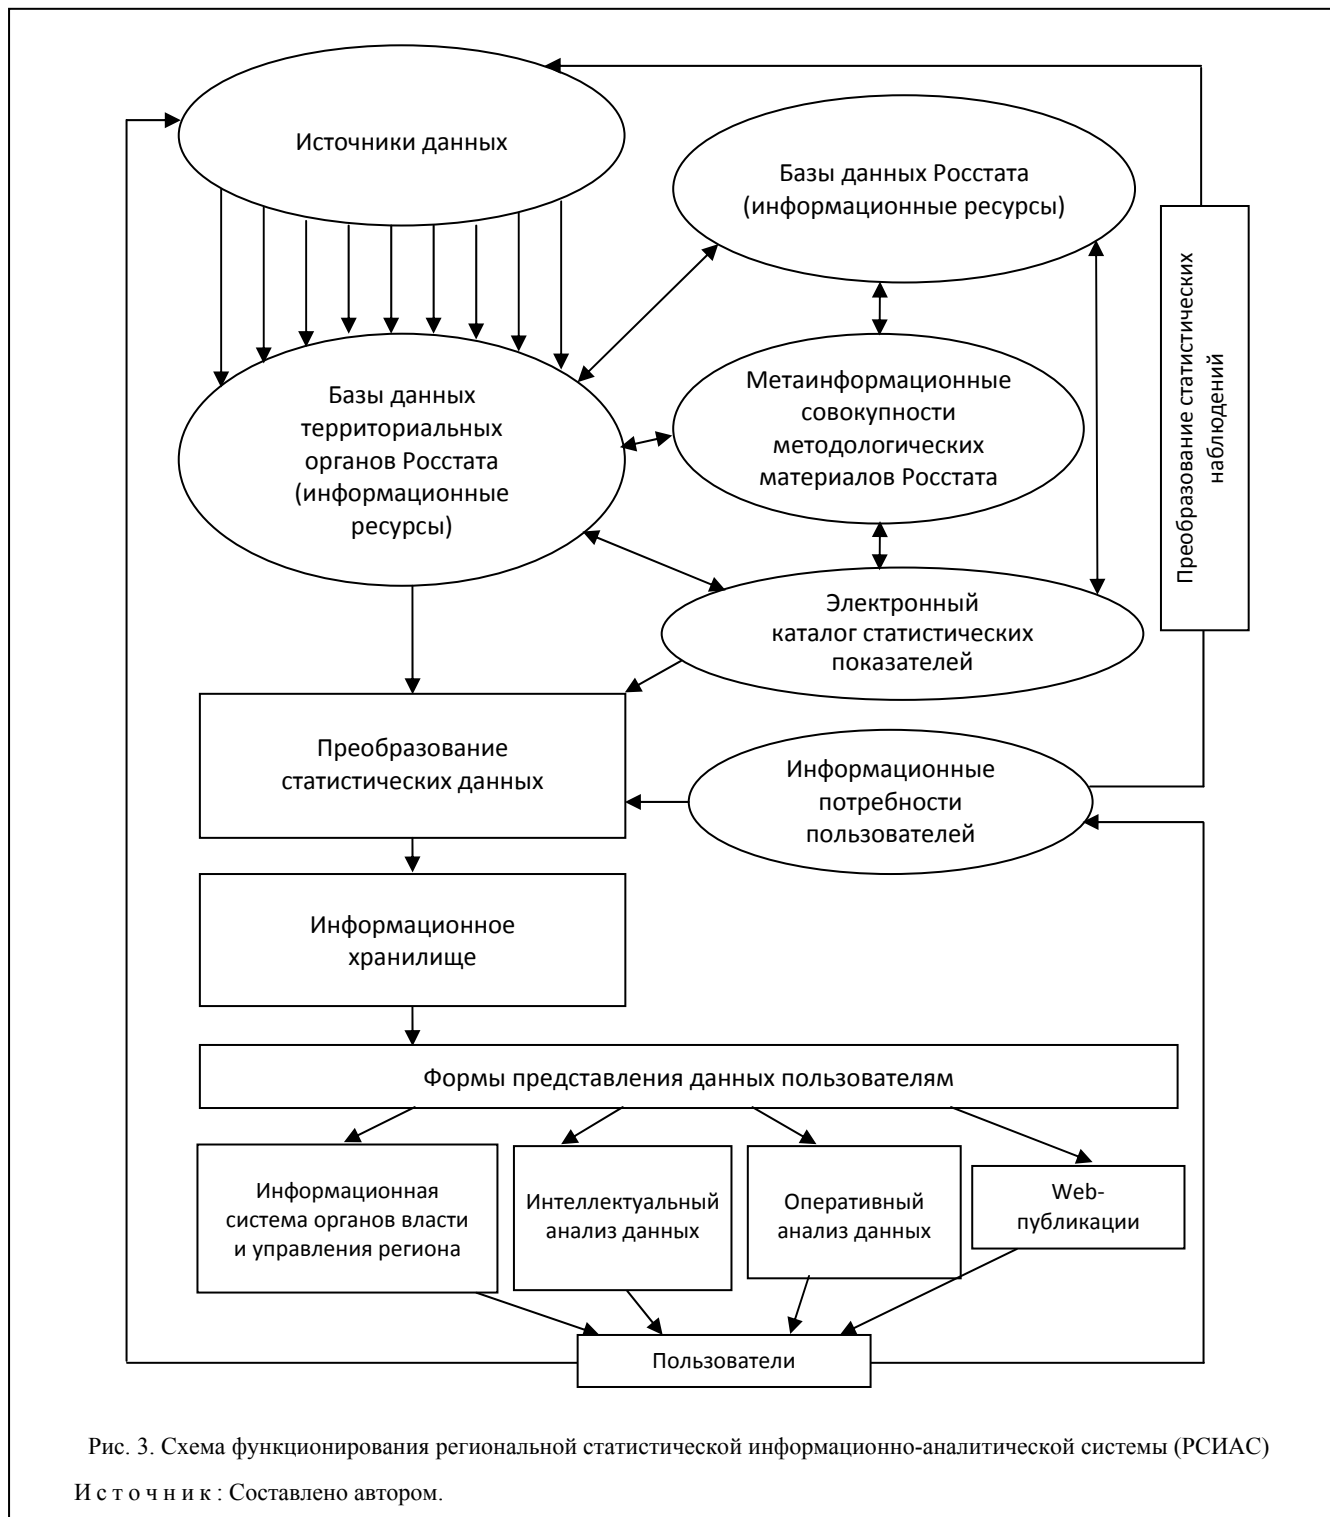 Источники данных
Базы данных Росстата
(информационные ресурсы)
Преобразование статистических
наблюдений
Базы данных
территориальных
органов Росстата
(информационные
ресурсы)
Метаинформационные
совокупности
методологических
материалов Росстата
Электронный
каталог статистических
показателей
Преобразование
статистических данных
Информационные
потребности
пользователей
Информационное
хранилище
Формы представления данных пользователям
Информационная
система органов власти
и управления региона
Интеллектуальный
анализ данных
Оперативный
анализ данных
Web-
публикации
Пользователи
Рис. 3. Схема функционирования региональной статистической информационно-аналитической системы (РСИАС)
И с т о ч н и к : Составлено автором.